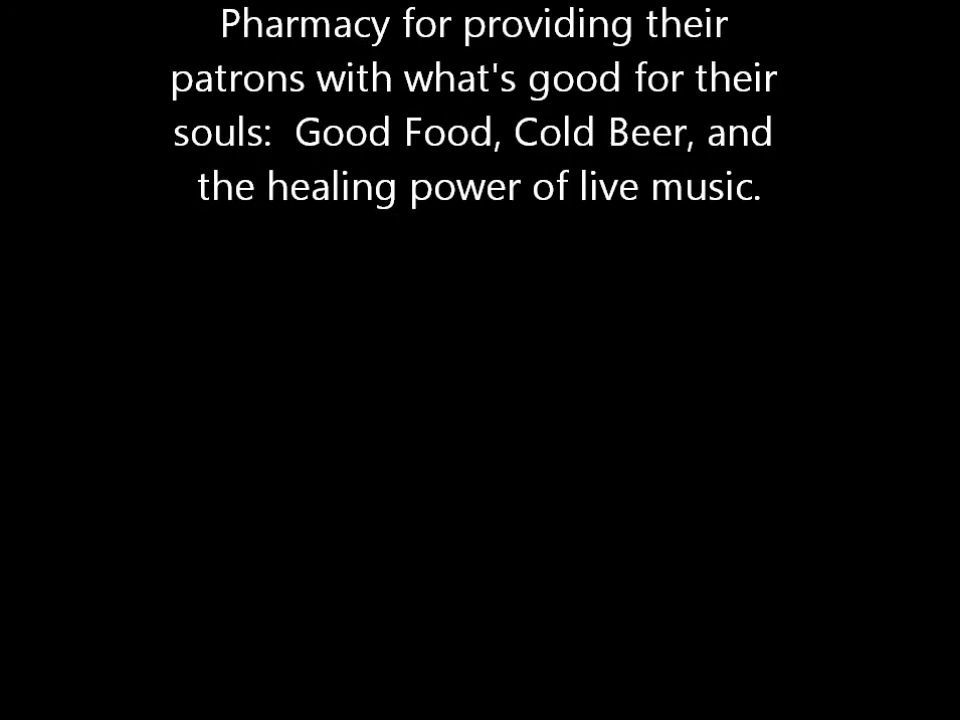 Pharmacy for providing their
patrons with what's good for their
souls:  Good Food, Cold Beer, and
the healing power of live music.